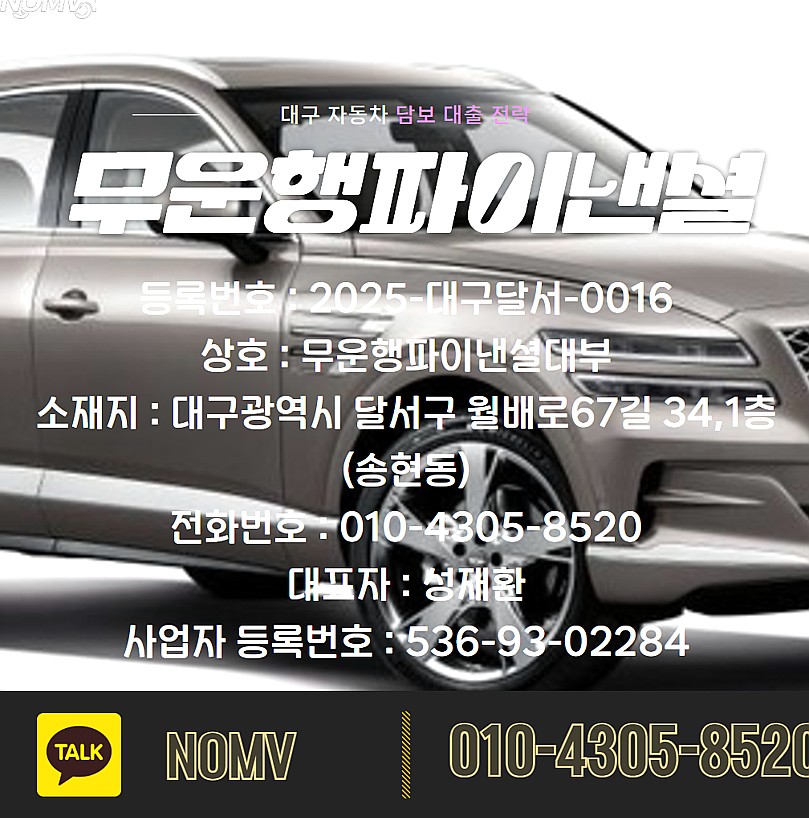 NOMV
대구 자동차 담보 대출 전략
무운행파이낸셜
등록번호 : 2025-대구달서-0016
상호 : 무운행파이낸셜대부
소재지 : 대구광역시 달서구 월배로67길 34,1층
(송현동)
전화번호 : 010-4305-8520
대표자 : 성재환
사업자 등록번호 : 536-93-02284
TALK NOMV 010-4305-8520